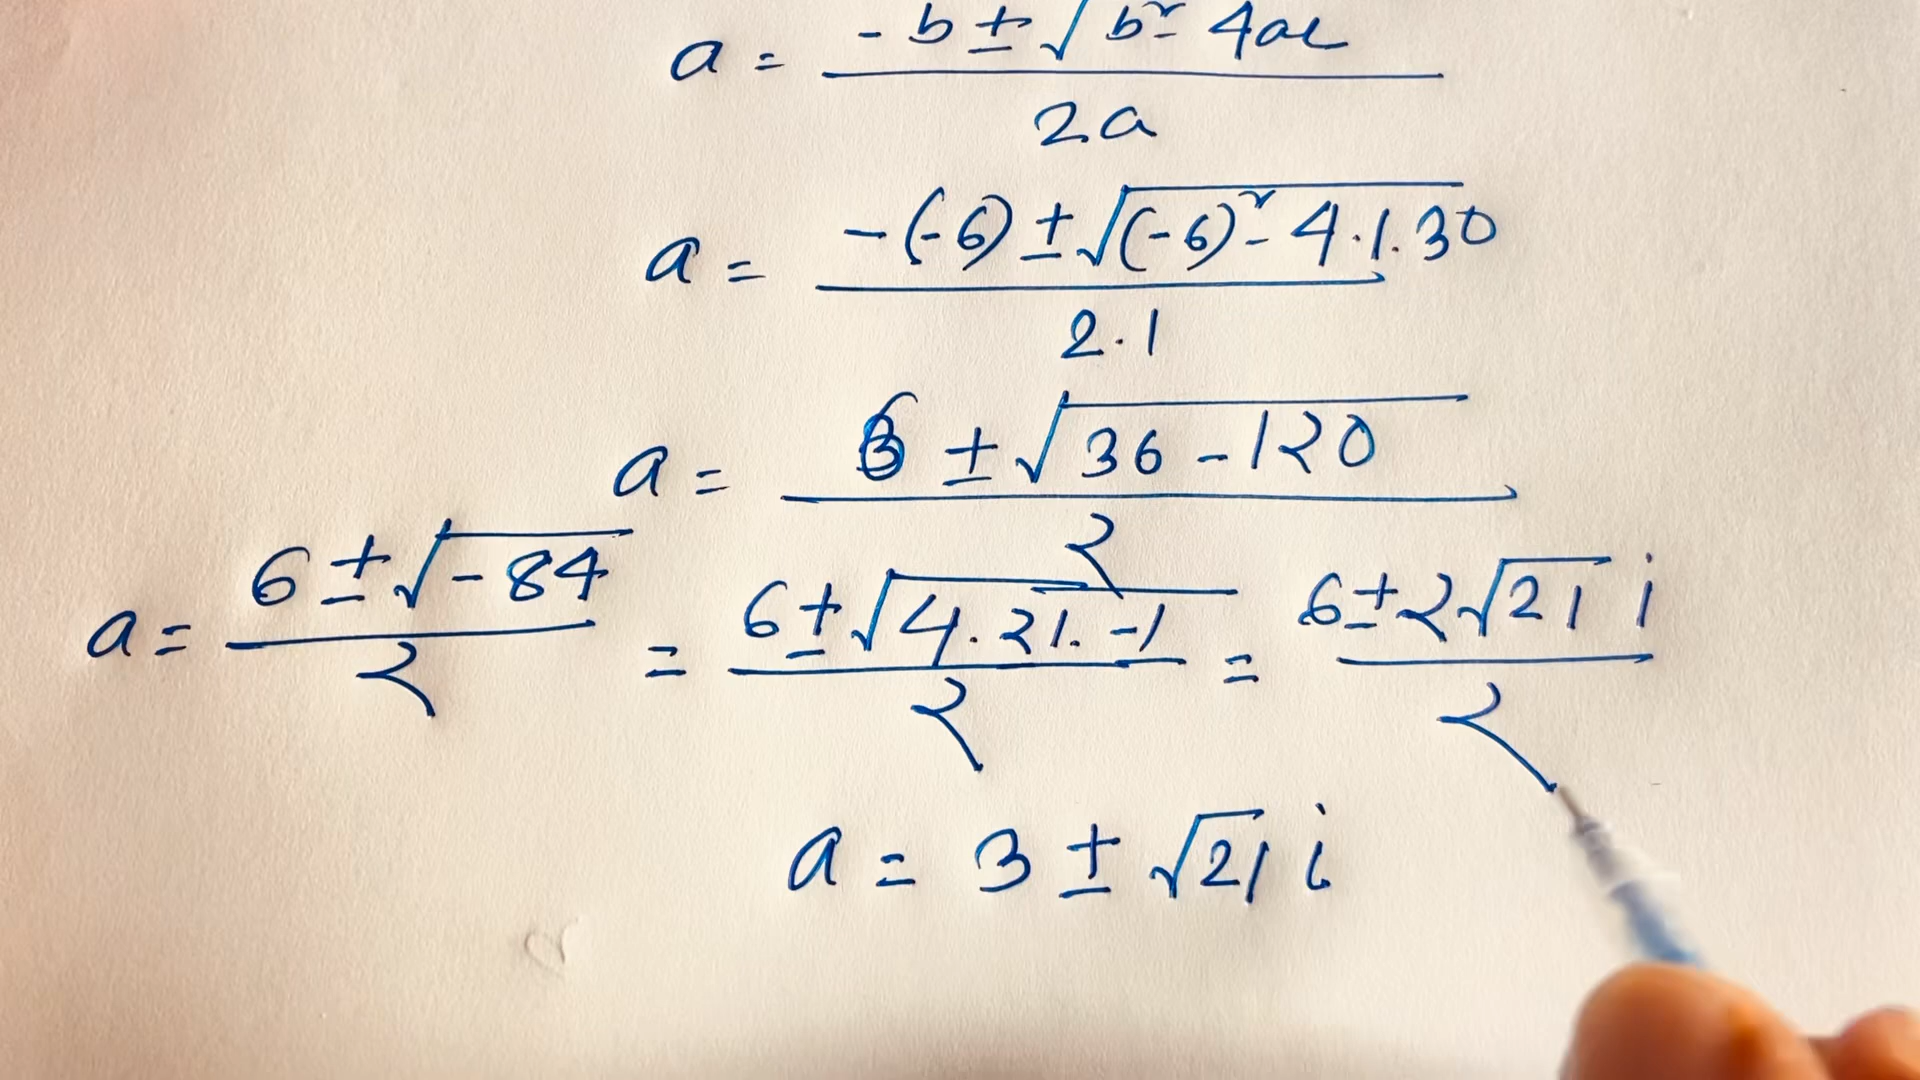 a = (-b ± √b² - 4ac) / 2a
a = (-(-6) ± √(-6)² - 4.1.30) / 2.1
a = (6 ± √36 - 120) / 2
a = (6 ± √-84) / 2 = (6 ± √4.21.-1) / 2 = (6 ± 2√21 i) / 2
a = 3 ± √21 i